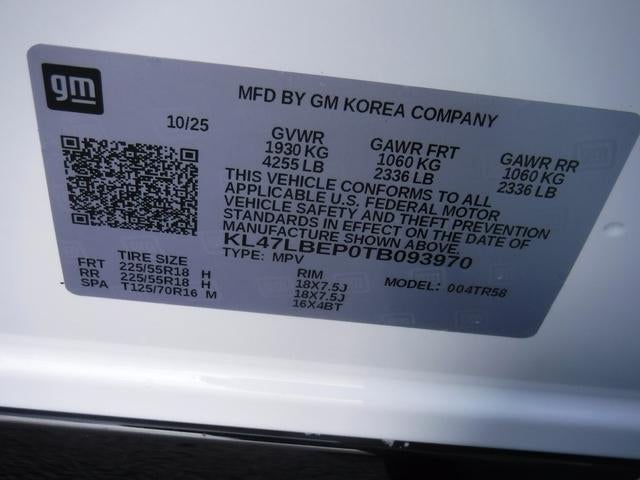 gm
MFD BY GM KOREA COMPANY
10/25
GVWR
1930 KG
4255 LB
GAWR FRT
1060 KG
2336 LB
GAWR RR
1060 KG
2336 LB
THIS VEHICLE CONFORMS TO ALL
APPLICABLE U.S. FEDERAL MOTOR
VEHICLE SAFETY AND THEFT PREVENTION
STANDARDS IN EFFECT ON THE DATE OF
MANUFACTURE SHOWN ABOVE.
KL47LBEP0TB093970
TYPE: MPV
TIRE SIZE
FRT 225/55R18 H
RR 225/55R18 H
SPA T125/70R16 M
RIM
18X7.5J
18X7.5J
16X4BT
MODEL: 004TR58